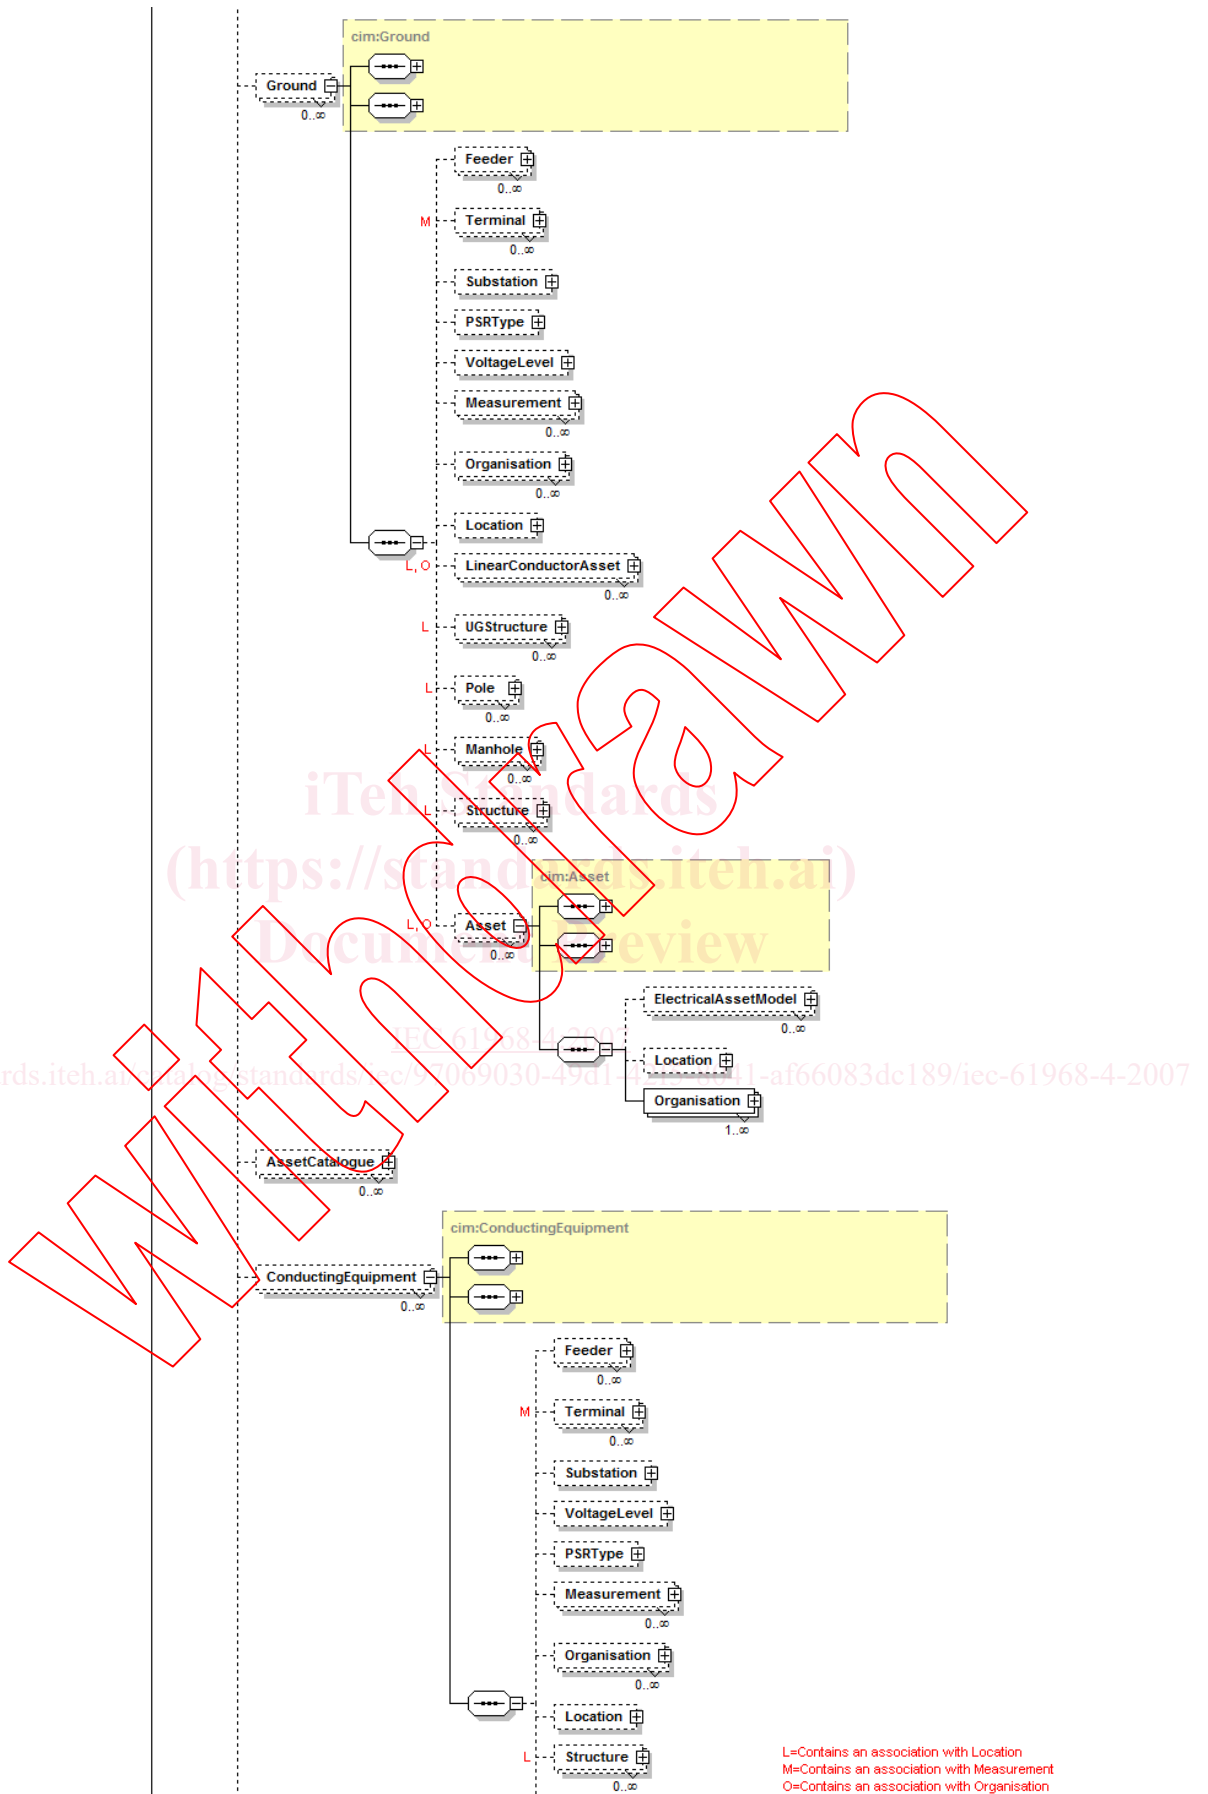 cim:Ground
Ground
0..∞
Feeder
0..∞
M
Terminal
0..∞
Substation
PSRType
VoltageLevel
Measurement
0..∞
Organisation
0..∞
Location
L, O
LinearConductorAsset
0..∞
L
UGStructure
0..∞
L
Pole
0..∞
L
Manhole
0..∞
iTeh Standards
L
Structure
0..∞
(https://standards.iteh.ai)
cim:Asset
L, O
Asset
0..∞
Document Preview
ElectricalAssetModel
0..∞
IEC 61968-4:2007
Location
Organisation
1..∞
AssetCatalogue
0..∞
cim:ConductingEquipment
ConductingEquipment
0..∞
Feeder
0..∞
M
Terminal
0..∞
Substation
VoltageLevel
PSRType
Measurement
0..∞
Organisation
0..∞
Location
L
Structure
0..∞
L=Contains an association with Location
M=Contains an association with Measurement
O=Contains an association with Organisation
Withdrawn